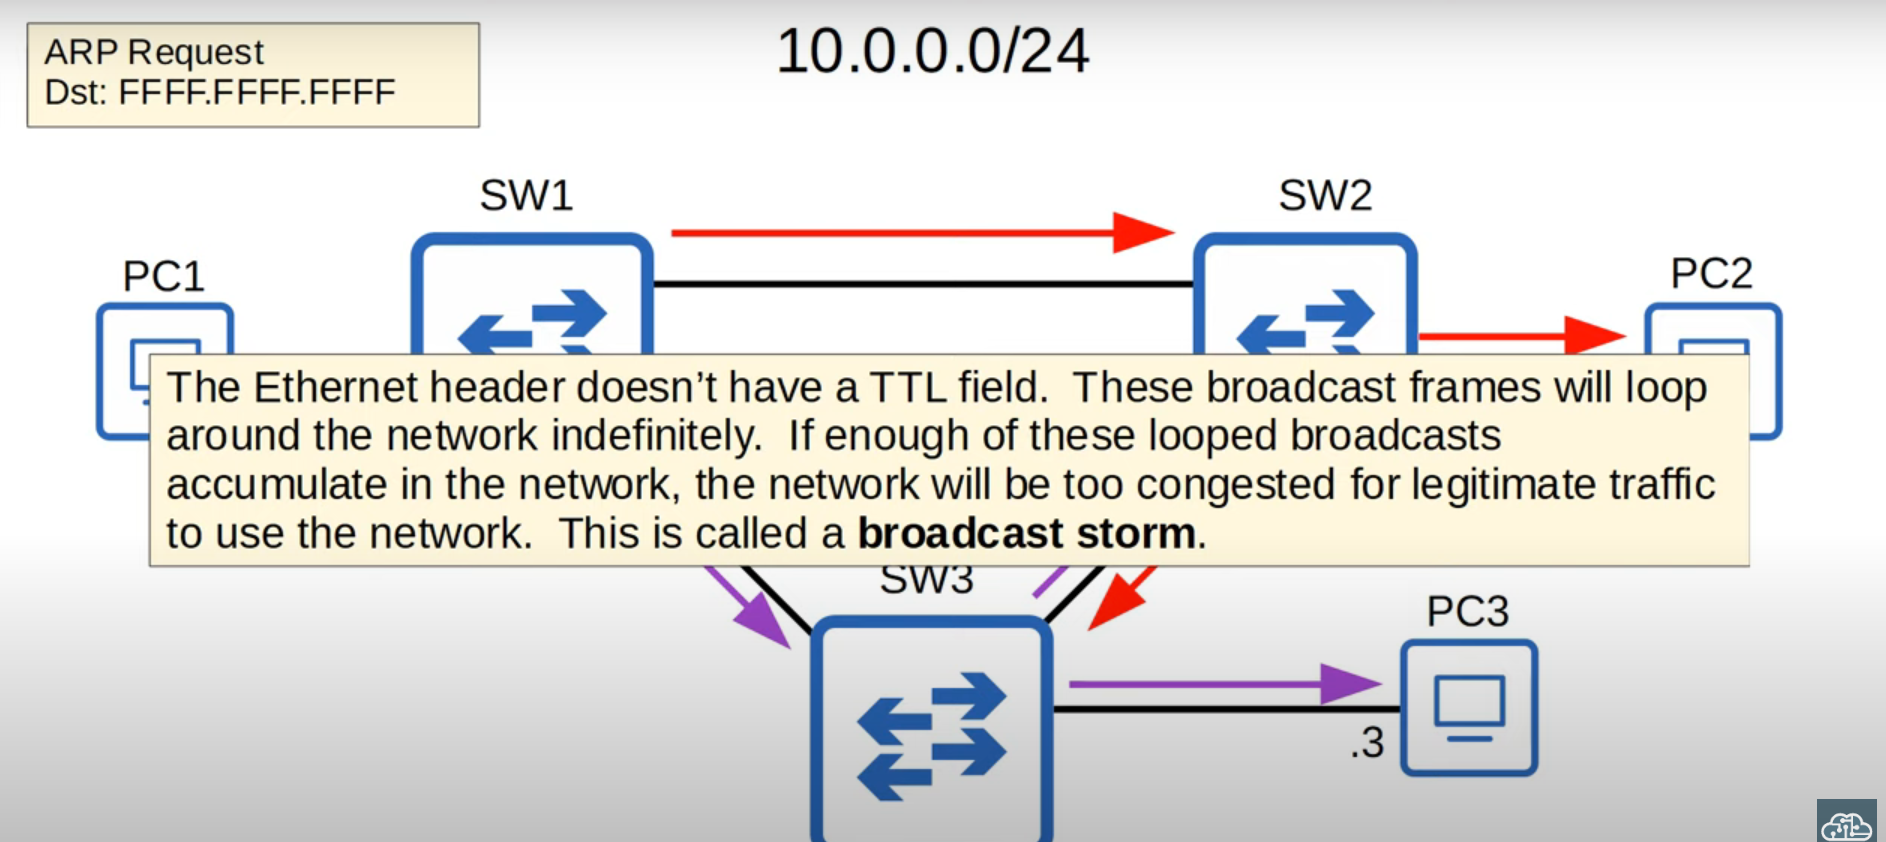 ARP Request
Dst: FFFF.FFFF.FFFF
10.0.0.0/24
SW1
SW2
PC1
PC2
The Ethernet header doesn’t have a TTL field. These broadcast frames will loop
around the network indefinitely. If enough of these looped broadcasts
accumulate in the network, the network will be too congested for legitimate traffic
to use the network. This is called a broadcast storm.
SW3
PC3
.3